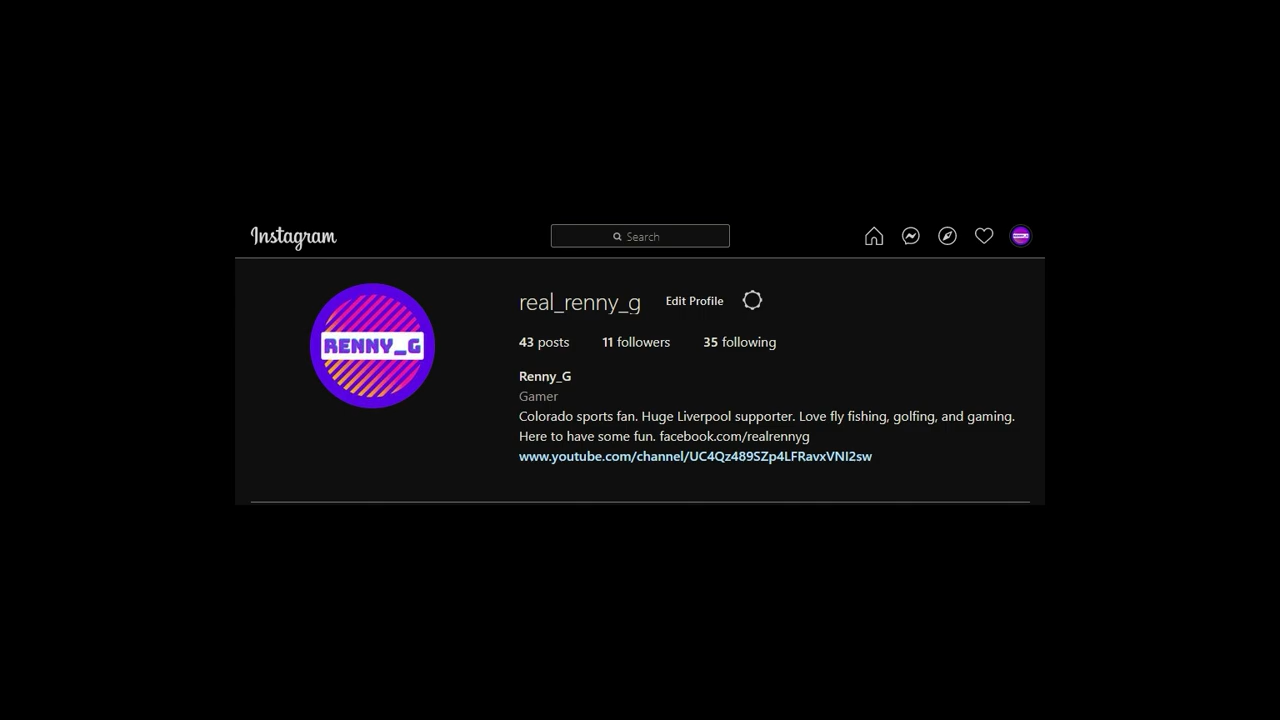 Instagram
Search
real_renny_g Edit Profile
43 posts 11 followers 35 following
RENNY_G
Renny_G
Gamer
Colorado sports fan. Huge Liverpool supporter. Love fly fishing, golfing, and gaming.
Here to have some fun. facebook.com/realrennyg
www.youtube.com/channel/UC4Qz489SZp4LFRavxVNI2sw